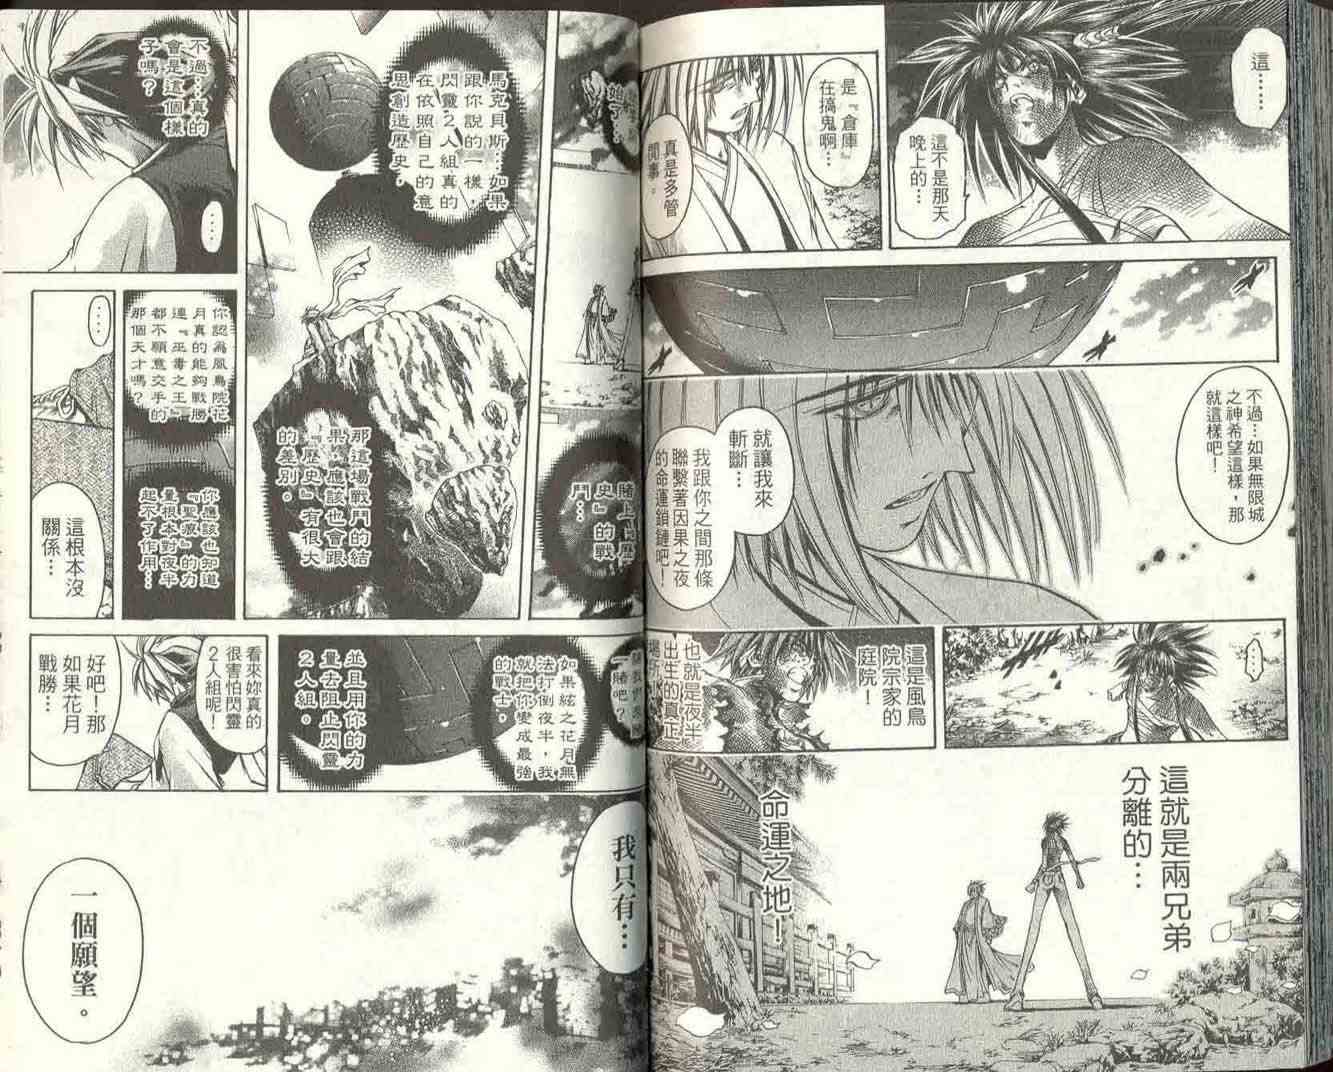 這……
這不是那天
晚上的…
是『倉庫』
在搞鬼啊…
真是多管
閒事。
不過…如果無限城
之神希望這樣，那
就這樣吧！
就讓我來
斬斷…
我跟你之間那條
聯繫著因果之夜
的命運鎖鏈吧！
…
這是風鳥
院宗家的
庭院！
也就是夜半
出生的真正
這就是兩兄弟
分離的…
命運之地！
始了…
馬克貝斯…如果
跟你說的一樣，
閃靈2人組真的
在依照自己的意
思創造歷史，
賭上『歷
史』的戰
鬥…
那這場戰鬥的結
果，應該也會跟
『歷史』有很大
的差別。
不過…真的
會是這個樣
子嗎？
…
你認為風鳥院花
月真的能夠戰勝
連『巫毒之王』
都不願意交手的
那個天才嗎？
…
你應該也知道
『聖痕』的力
量根本對夜半
起不了作用…
這根本沒
關係…
一賭吧？
如果絃之花月無
法打倒夜半，我
就把你變成最強
的戰士，
並且用你的力
量去阻止閃靈
2人組。
看來妳真的
很害怕閃靈
2人組呢！
好吧！那
如果花月
戰勝…
我只有…
一個願望。